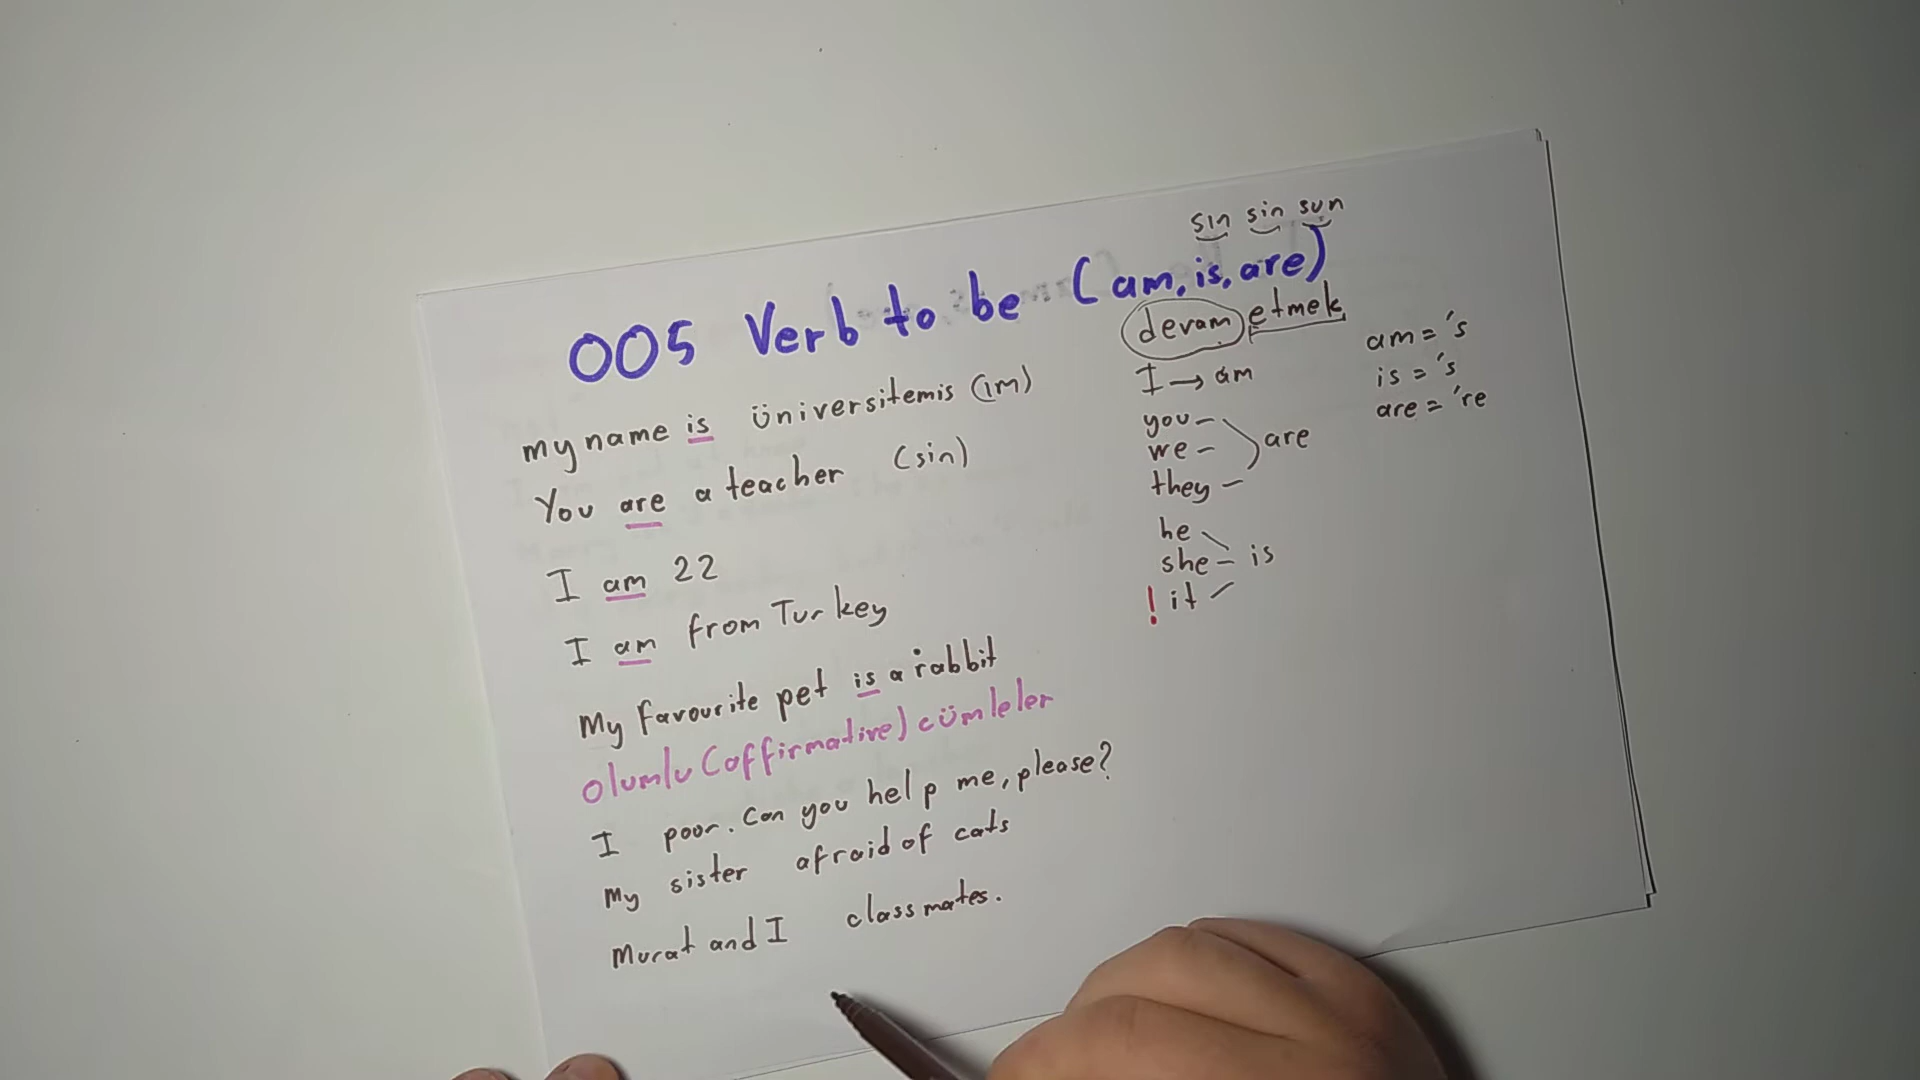 sın sin sun
005 Verb to be (am, is, are)
my name is üniversitemis (im)
You are a teacher (sin)
I am 22
I am from Turkey
My favourite pet is a rabbit
olumlu (affirmative) cümleler
I poor. Can you help me, please?
My sister afraid of cats
Murat and I classmates.
devam etmek
I → am
you
we
they
are
he
she
! it
is
am = 's
is = 's
are = 're